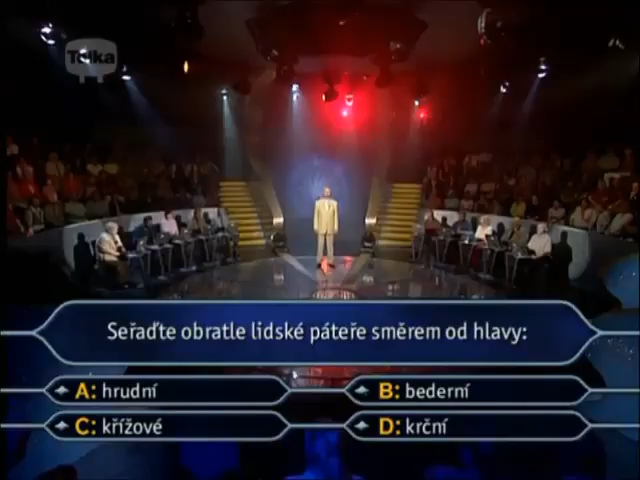 Telka
Seřaďte obratle lidské páteře směrem od hlavy:
A: hrudní
B: bederní
C: křížové
D: krční